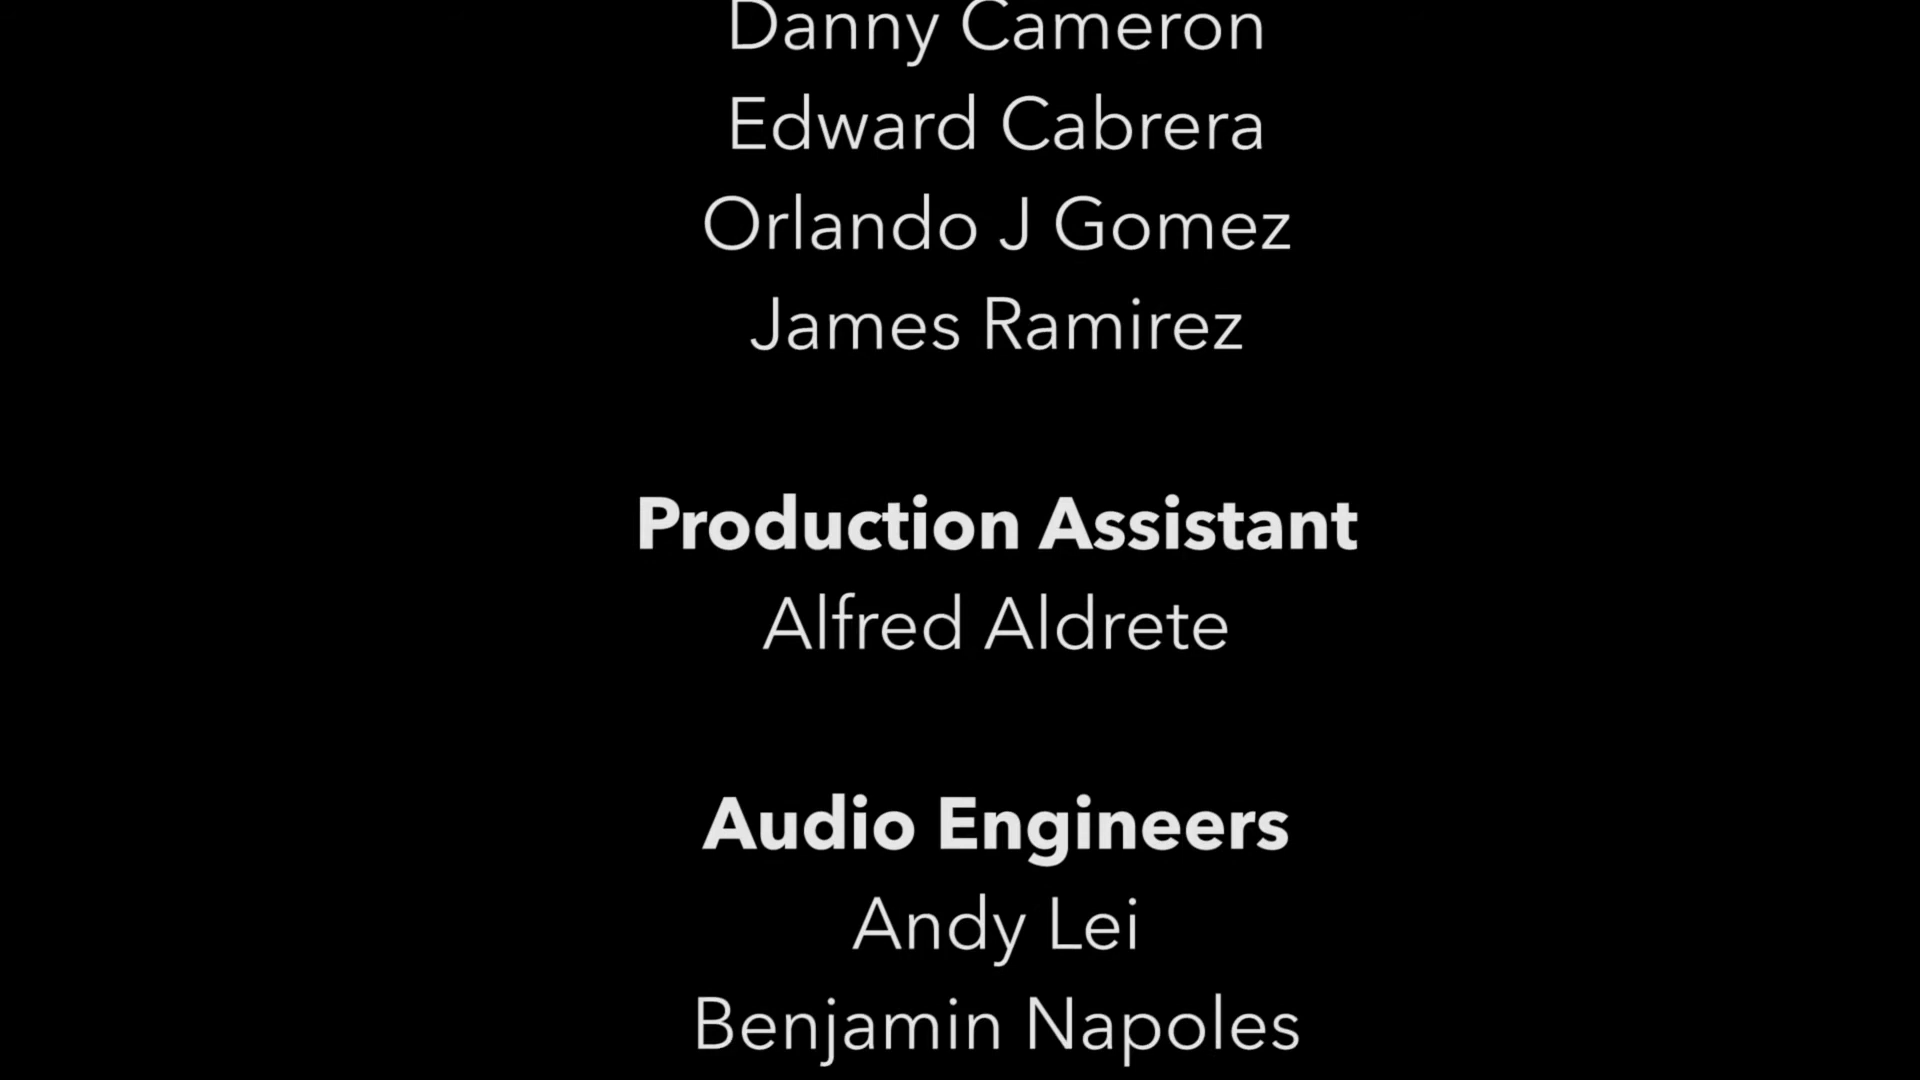 Danny Cameron
Edward Cabrera
Orlando J Gomez
James Ramirez
Production Assistant
Alfred Aldrete
Audio Engineers
Andy Lei
Benjamin Napoles